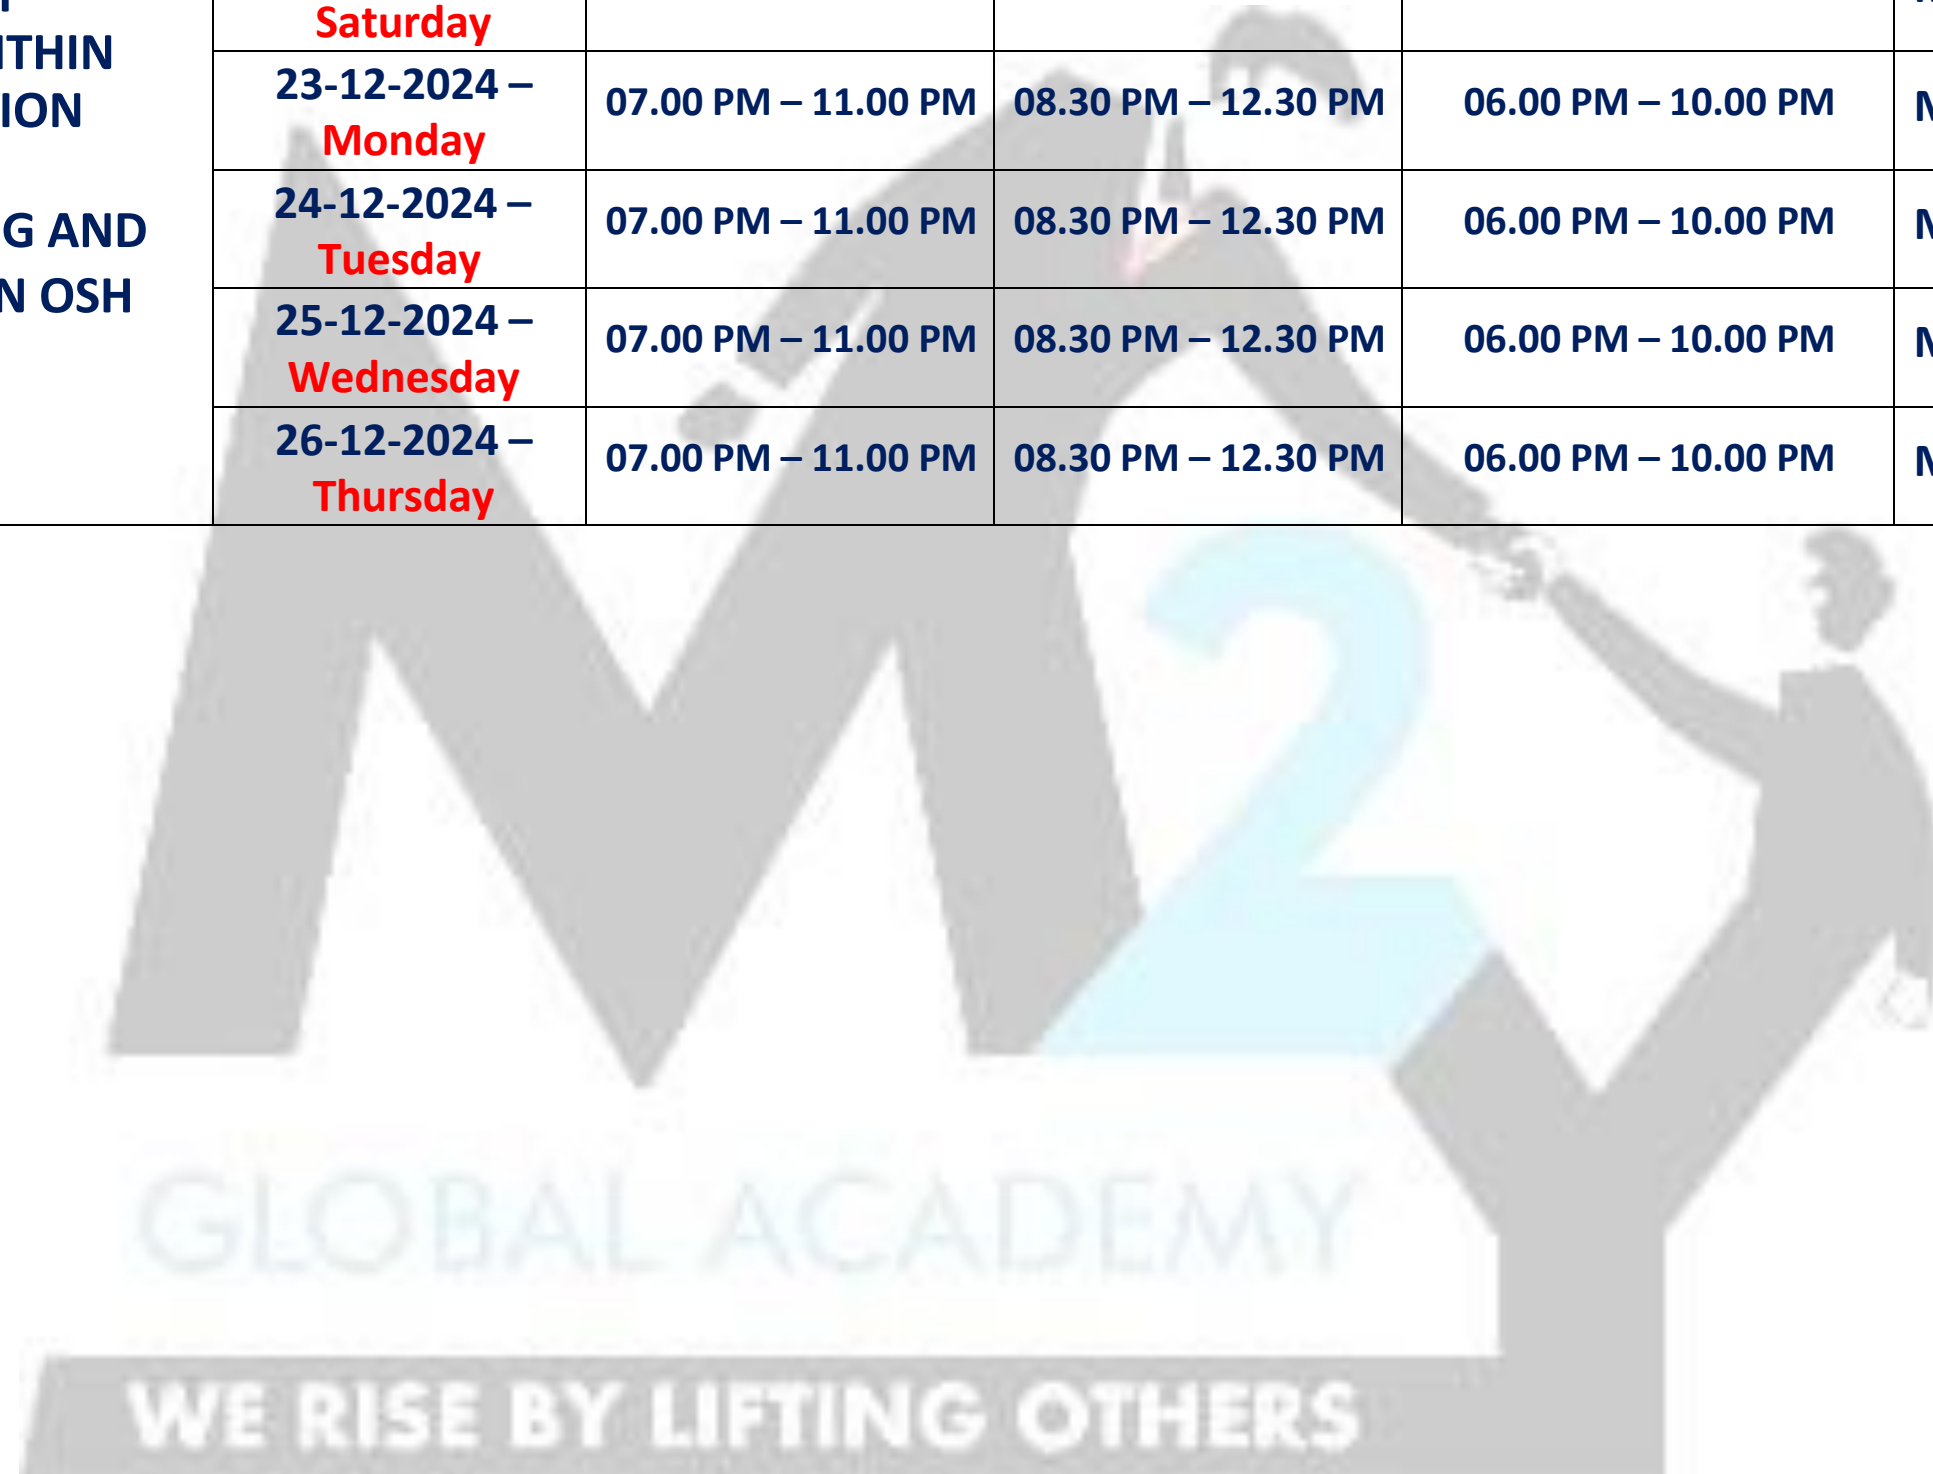 Saturday
ION
G AND
N OSH
23-12-2024 –
Monday
07.00 PM – 11.00 PM
08.30 PM – 12.30 PM
06.00 PM – 10.00 PM
24-12-2024 –
Tuesday
07.00 PM – 11.00 PM
08.30 PM – 12.30 PM
06.00 PM – 10.00 PM
25-12-2024 –
Wednesday
07.00 PM – 11.00 PM
08.30 PM – 12.30 PM
06.00 PM – 10.00 PM
26-12-2024 –
Thursday
07.00 PM – 11.00 PM
08.30 PM – 12.30 PM
06.00 PM – 10.00 PM
M2Y
GLOBAL ACADEMY
WE RISE BY LIFTING OTHERS